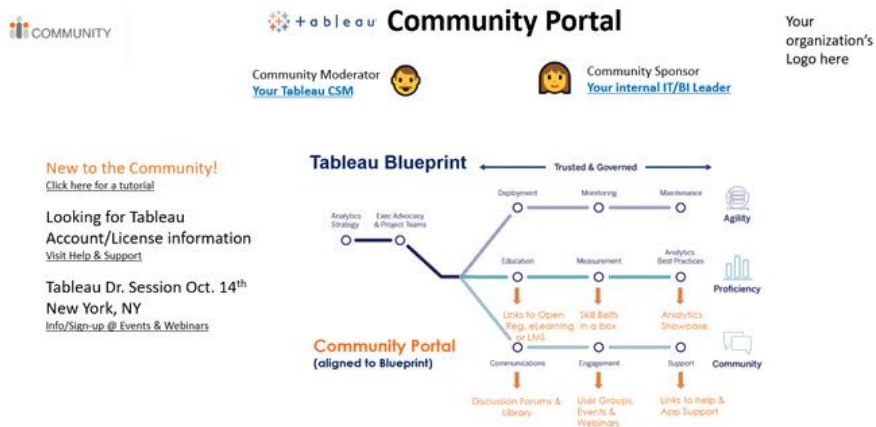 COMMUNITY
+ a b | e a u Community Portal
Your
organization's
Logo here
Community Moderator
Your Tableau CSM
Community Sponsor
Your internal IT/BI Leader
New to the Community!
Click here for a tutorial
Looking for Tableau
Account/License information
Visit Help & Support
Tableau Dr. Session Oct. 14th
New York, NY
Info/Sign-up @ Events & Webinars
Tableau Blueprint
Trusted & Governed
Deployment
Monitoring
Maintenance
Agility
Analytics
Strategy
Exec Advocacy
& Project Teams
Education
Measurement
Analytics
Best Practices
Proficiency
Links to Open
Reg, eLearning
or LMS
Skill Belts
in a box
Analytics
Showcase
Community Portal
(aligned to Blueprint)
Communications
Engagement
Support
Community
Discussion Forums &
Library
User Groups,
Events &
Webinars
Links to help &
App Support